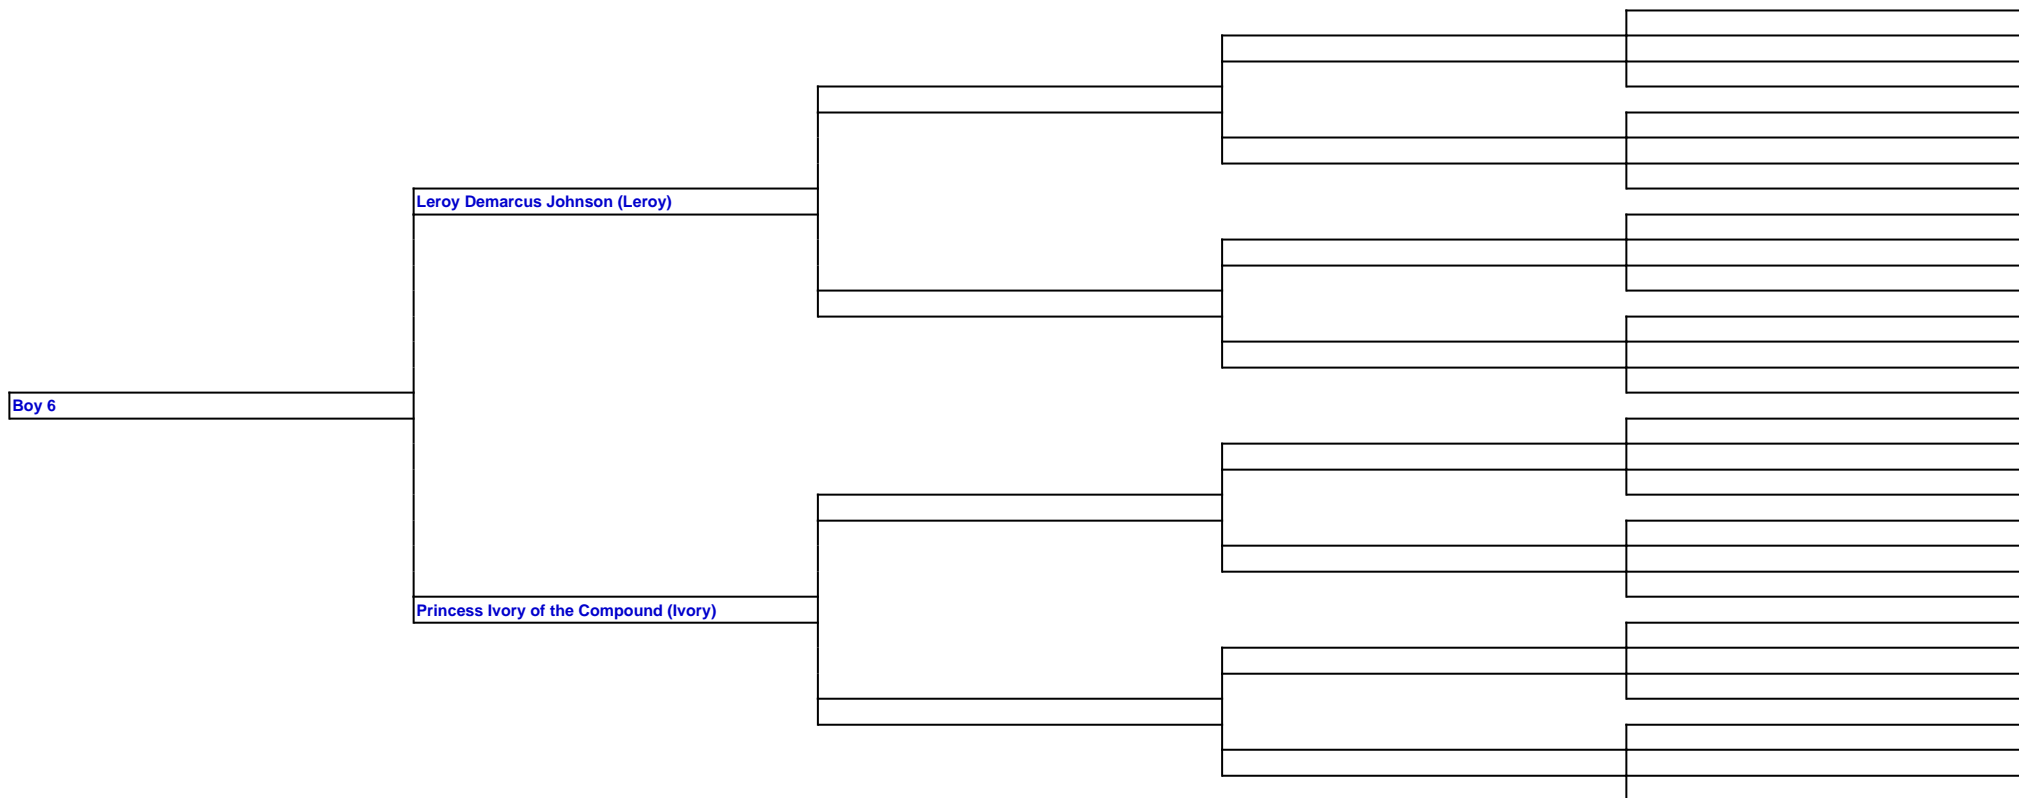 Leroy Demarcus Johnson (Leroy)
Boy 6
Princess Ivory of the Compound (Ivory)